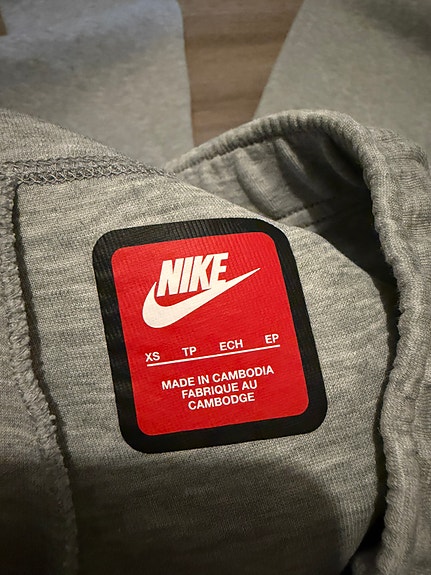 NIKE
XS TP ECH EP
MADE IN CAMBODIA
FABRIQUE AU
CAMBODGE